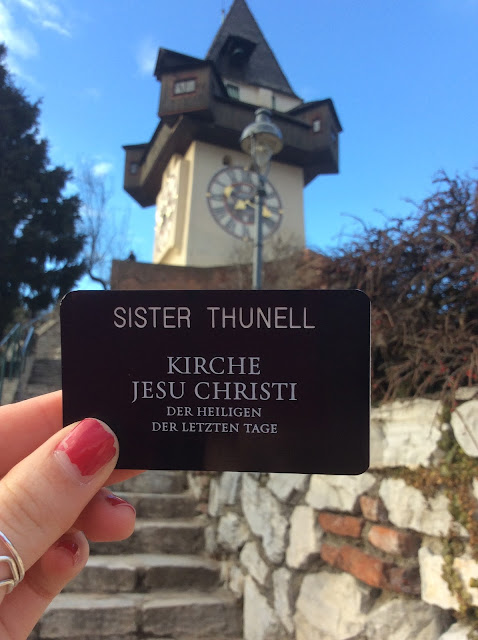 SISTER THUNELL
KIRCHE
JESU CHRISTI
DER HEILIGEN
DER LETZTEN TAGE